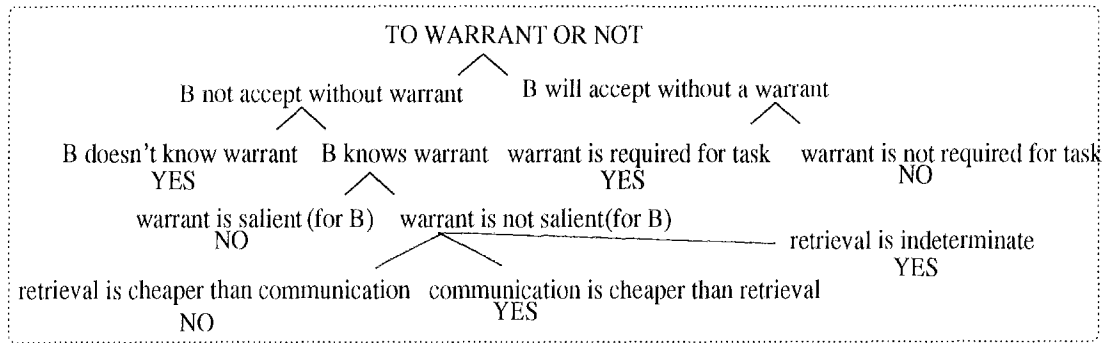 TO WARRANT OR NOT
B not accept without warrant B will accept without a warrant
B doesn't know warrant B knows warrant warrant is required for task warrant is not required for task
YES YES NO
warrant is salient (for B) warrant is not salient(for B)
NO
retrieval is indeterminate
YES
retrieval is cheaper than communication communication is cheaper than retrieval
NO YES